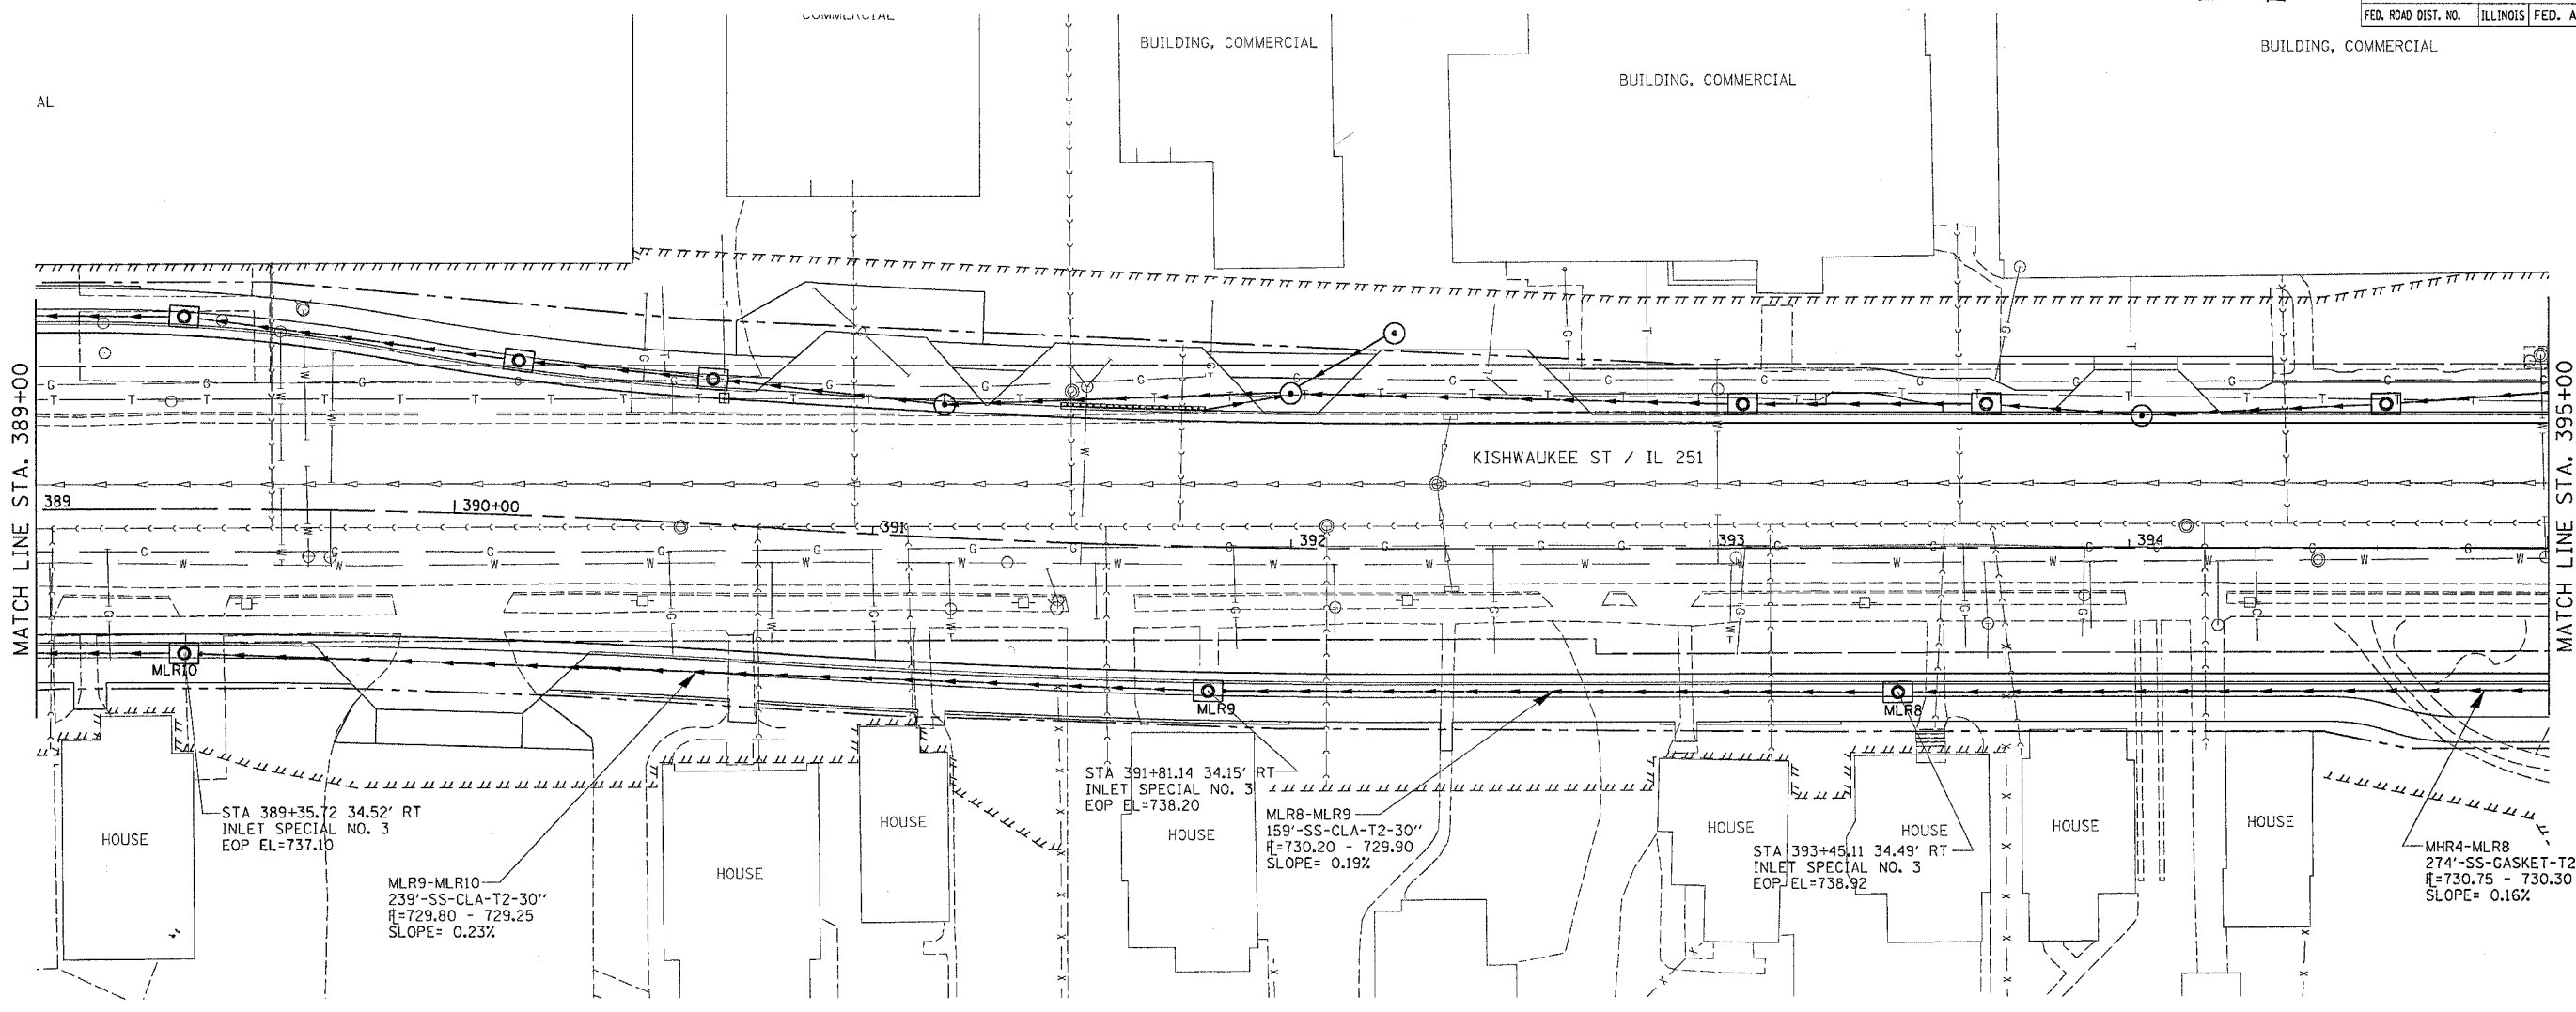 FED. ROAD DIST. NO. ILLINOIS FED. A
COMMERCIAL
BUILDING, COMMERCIAL
BUILDING, COMMERCIAL
BUILDING, COMMERCIAL
AL
MATCH LINE STA. 389+00
MATCH LINE STA. 395+00
KISHWAUKEE ST / IL 251
389
390+00
391
392
393
394
MLR10
MLR9
MLR8
STA 389+35.72 34.52' RT
INLET SPECIAL NO. 3
EOP EL=737.10
MLR9-MLR10
239'-SS-CLA-T2-30''
FL=729.80 - 729.25
SLOPE= 0.23%
STA 391+81.14 34.15' RT
INLET SPECIAL NO. 3
EOP EL=738.20
MLR8-MLR9
159'-SS-CLA-T2-30''
FL=730.20 - 729.90
SLOPE= 0.19%
STA 393+45.11 34.49' RT
INLET SPECIAL NO. 3
EOP EL=738.92
MHR4-MLR8
274'-SS-GASKET-T2
FL=730.75 - 730.30
SLOPE= 0.16%
HOUSE
HOUSE
HOUSE
HOUSE
HOUSE
HOUSE
HOUSE
HOUSE